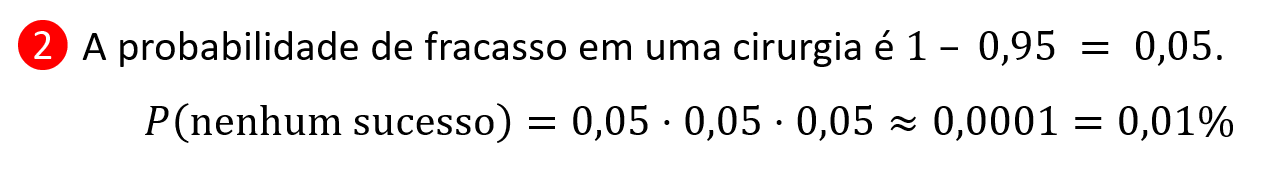 2 A probabilidade de fracasso em uma cirurgia é 1 – 0,95 = 0,05.
P(nenhum sucesso) = 0,05 · 0,05 · 0,05 ≈ 0,0001 = 0,01%